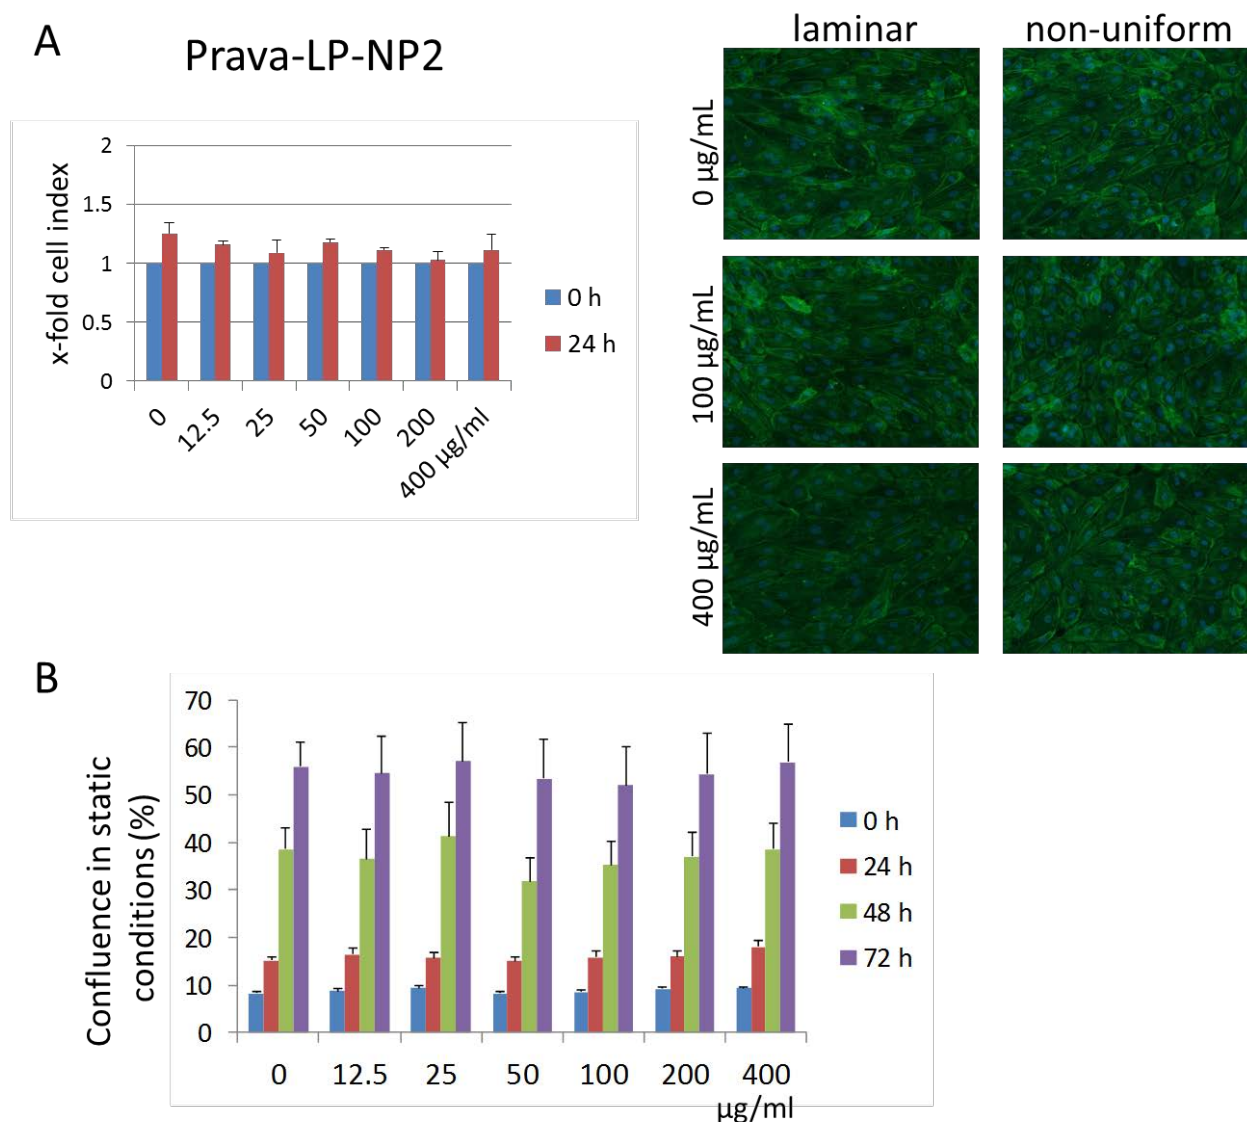 A
Prava-LP-NP2
x-fold cell index
2
1.5
1
0.5
0
0
12.5
25
50
100
200
400 µg/ml
0 h
24 h
laminar
non-uniform
0 µg/mL
100 µg/mL
400 µg/mL
B
Confluence in static
conditions (%)
70
60
50
40
30
20
10
0
0 12.5 25 50 100 200 400
µg/ml
0 h
24 h
48 h
72 h